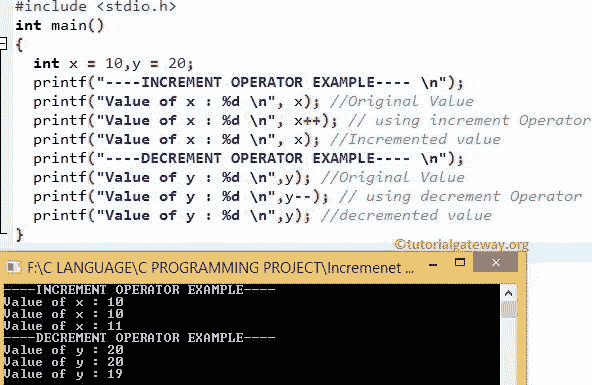 #include <stdio.h>
int main()
{
int x = 10,y = 20;
printf("----INCREMENT OPERATOR EXAMPLE---- \n");
printf("Value of x : %d \n", x); //Original Value
printf("Value of x : %d \n", x++); // using increment Operator
printf("Value of x : %d \n", x); //Incremented value
printf("----DECREMENT OPERATOR EXAMPLE---- \n");
printf("Value of y : %d \n",y); //Original Value
printf("Value of y : %d \n",y--); // using decrement Operator
printf("Value of y : %d \n",y); //decremented value
}
©tutorialgateway.org
F:\C LANGUAGE\C PROGRAMMING PROJECT\Incremenet ...
----INCREMENT OPERATOR EXAMPLE----
Value of x : 10
Value of x : 10
Value of x : 11
----DECREMENT OPERATOR EXAMPLE----
Value of y : 20
Value of y : 20
Value of y : 19